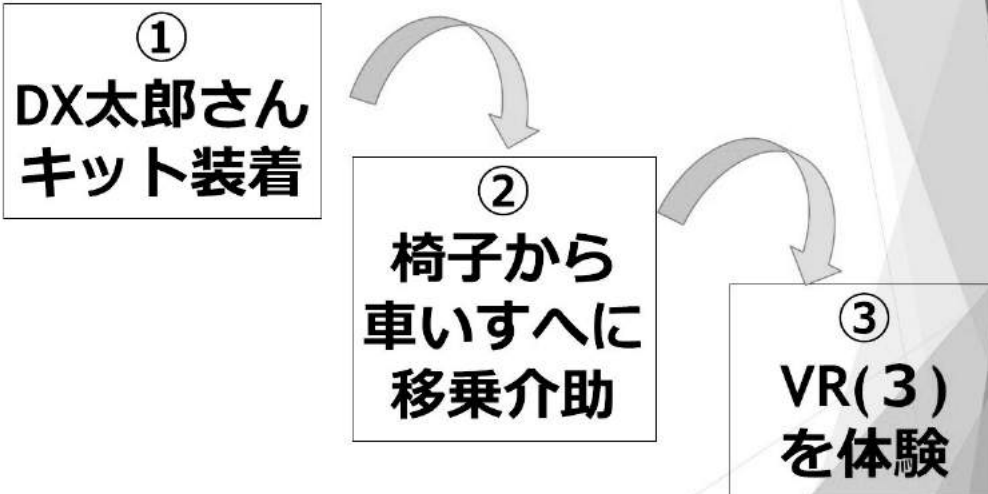 ①
DX太郎さん
キット装着
②
椅子から
車いすへに
移乗介助
③
VR(３)
を体験